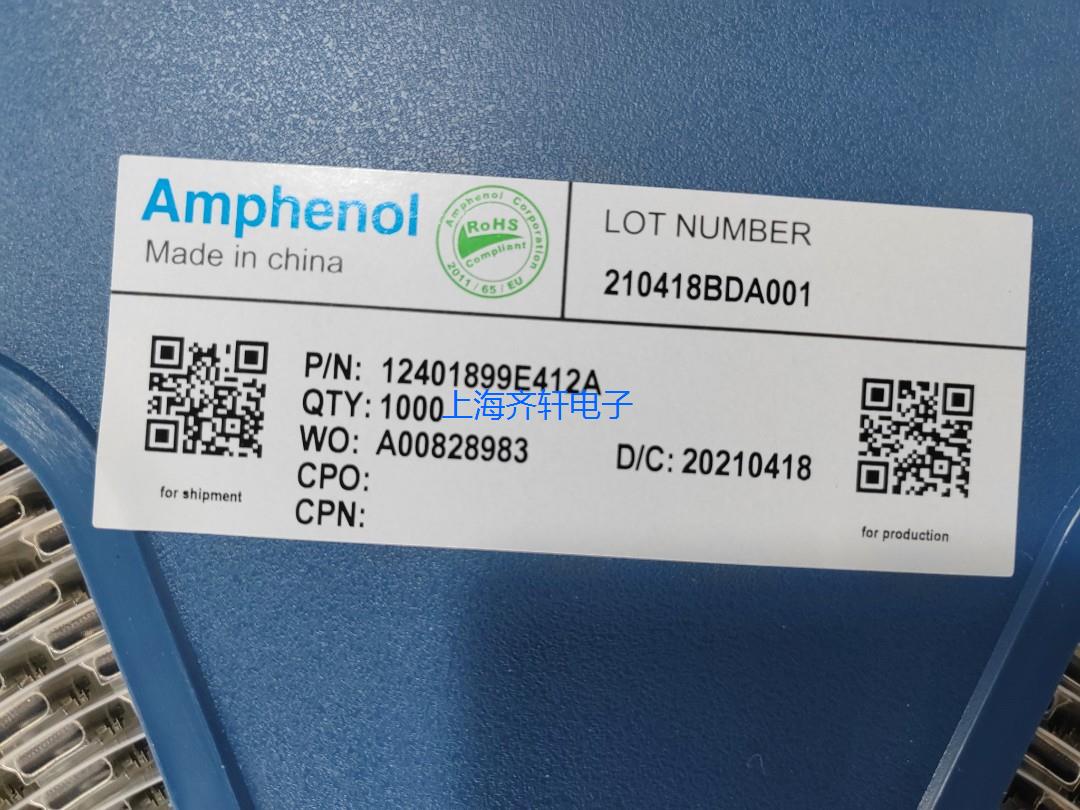 Amphenol
Made in china
Amphenol Corporation
RoHS
Compliant
2011/65/EU
LOT NUMBER
210418BDA001
P/N: 12401899E412A
QTY: 1000
上海齐轩电子
WO: A00828983
D/C: 20210418
CPO:
CPN:
for shipment
for production